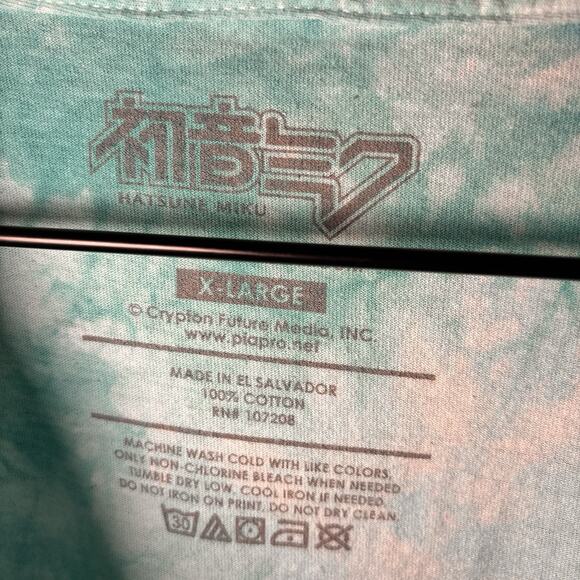 初音ミク
HATSUNE MIKU
X-LARGE
© Crypton Future Media, INC.
www.piapro.net
MADE IN EL SALVADOR
100% COTTON
RN# 107208
MACHINE WASH COLD WITH LIKE COLORS.
ONLY NON-CHLORINE BLEACH WHEN NEEDED
TUMBLE DRY LOW. COOL IRON IF NEEDED.
DO NOT IRON ON PRINT. DO NOT DRY CLEAN.
30